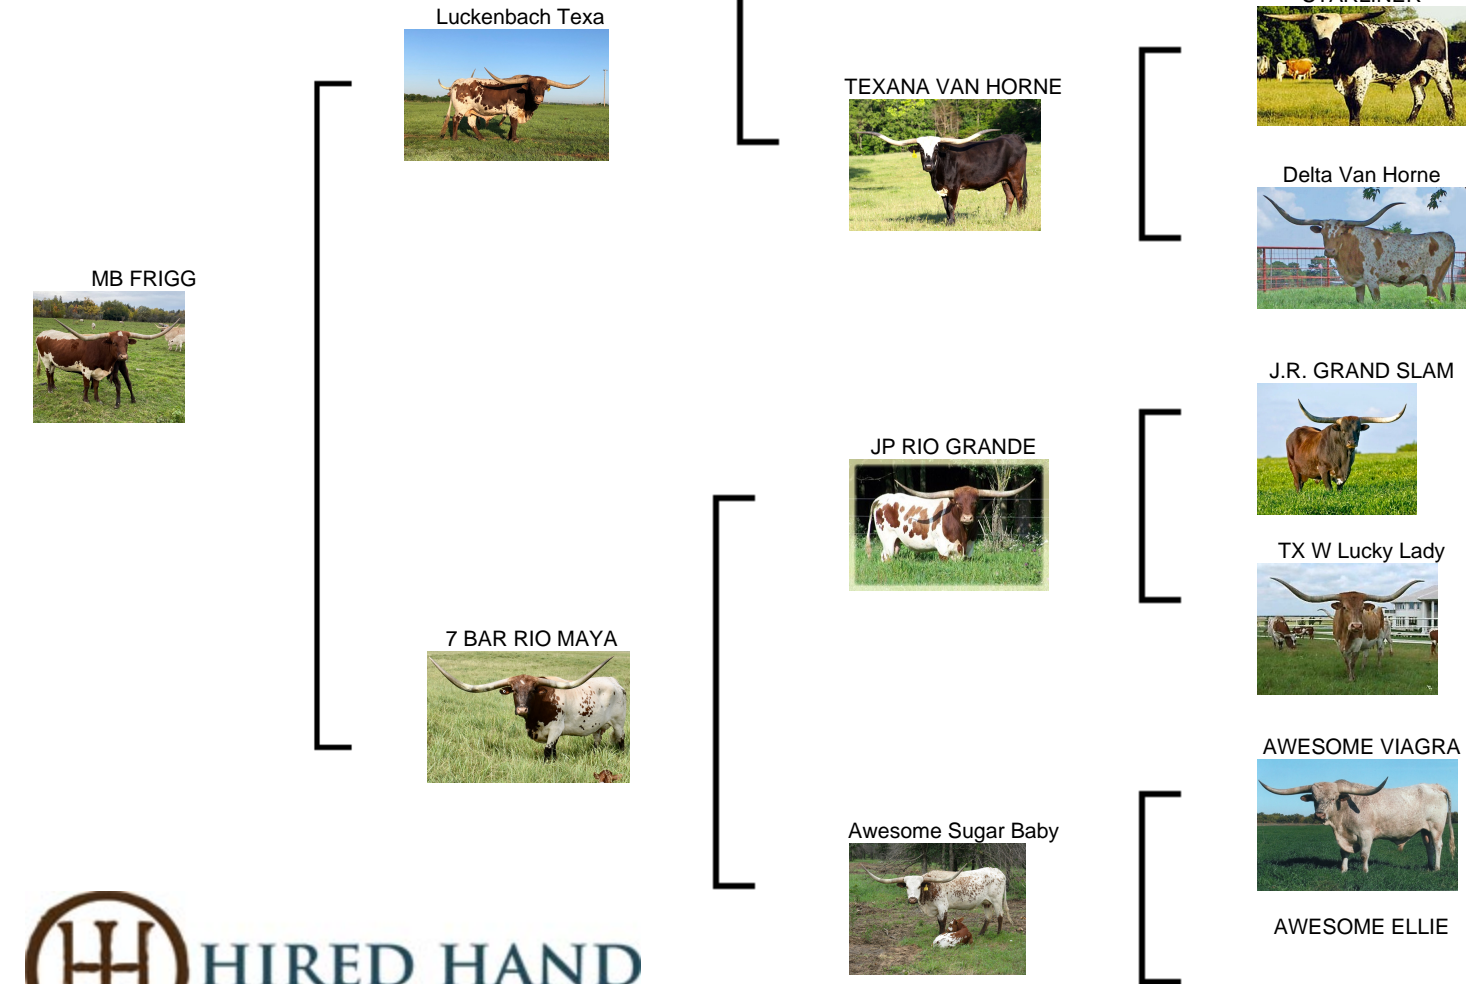 Luckenbach Texa
TEXANA VAN HORNE
Delta Van Horne
MB FRIGG
J.R. GRAND SLAM
JP RIO GRANDE
TX W Lucky Lady
7 BAR RIO MAYA
AWESOME VIAGRA
Awesome Sugar Baby
AWESOME ELLIE
HIRED HAND